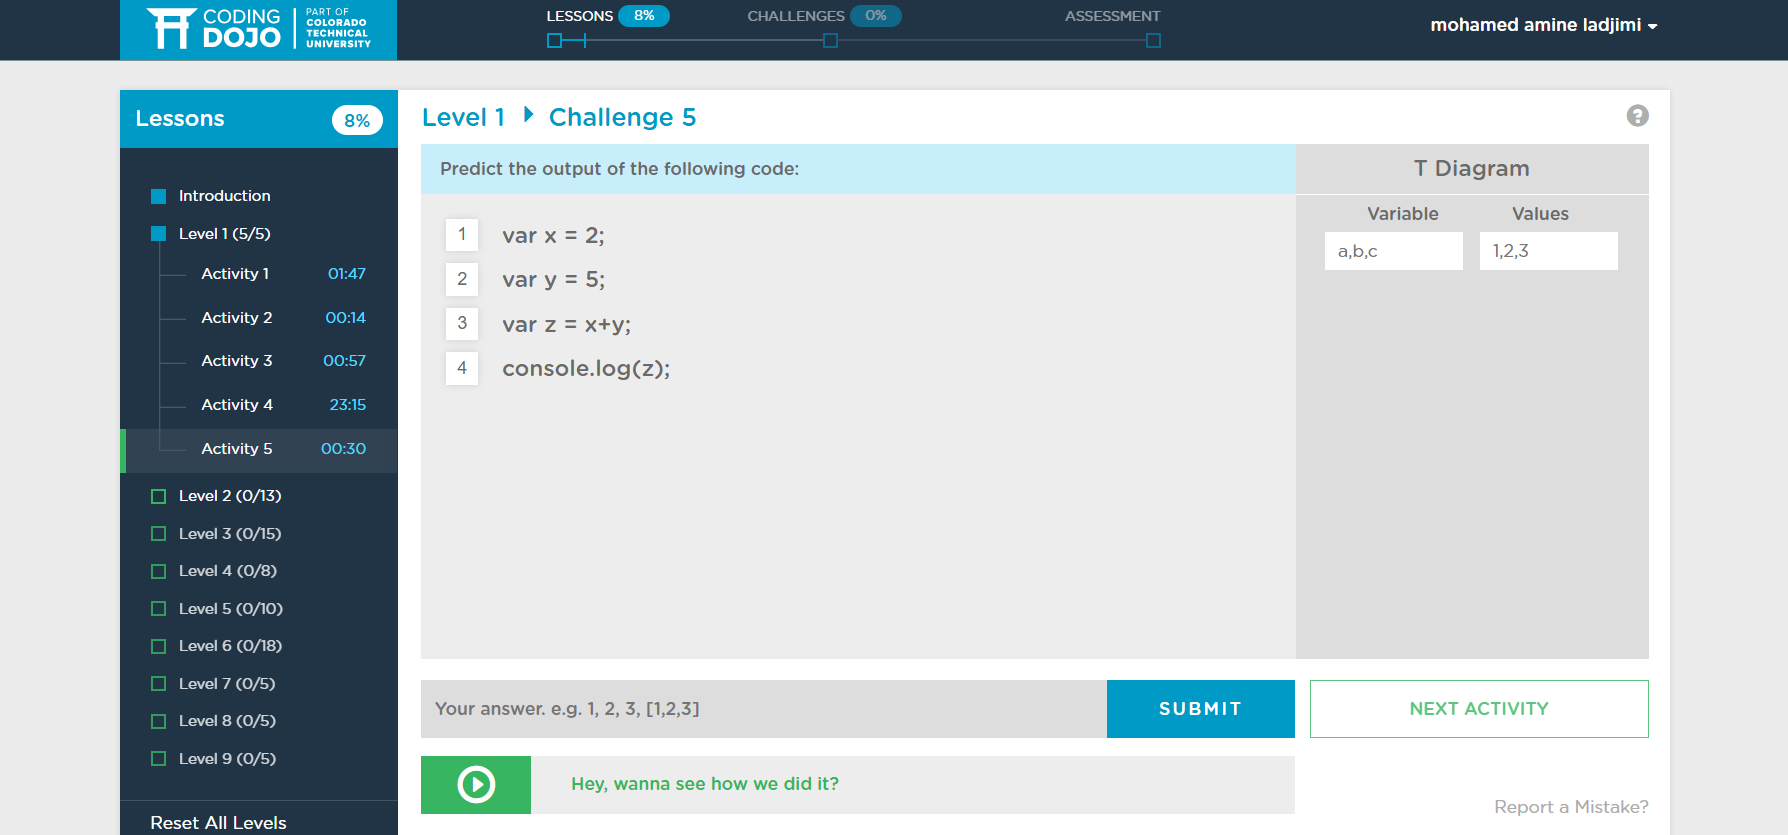 CODING DOJO
PART OF COLORADO TECHNICAL UNIVERSITY
LESSONS 8% CHALLENGES 0% ASSESSMENT
mohamed amine ladjimi
Lessons 8%
Introduction
Level 1 (5/5)
Activity 1 01:47
Activity 2 00:14
Activity 3 00:57
Activity 4 23:15
Activity 5 00:30
Level 2 (0/13)
Level 3 (0/15)
Level 4 (0/8)
Level 5 (0/10)
Level 6 (0/18)
Level 7 (0/5)
Level 8 (0/5)
Level 9 (0/5)
Reset All Levels
Level 1 Challenge 5
?
Predict the output of the following code:
1 var x = 2;
2 var y = 5;
3 var z = x+y;
4 console.log(z);
T Diagram
Variable Values
a,b,c 1,2,3
Your answer. e.g. 1, 2, 3, [1,2,3]
SUBMIT
NEXT ACTIVITY
Hey, wanna see how we did it?
Report a Mistake?